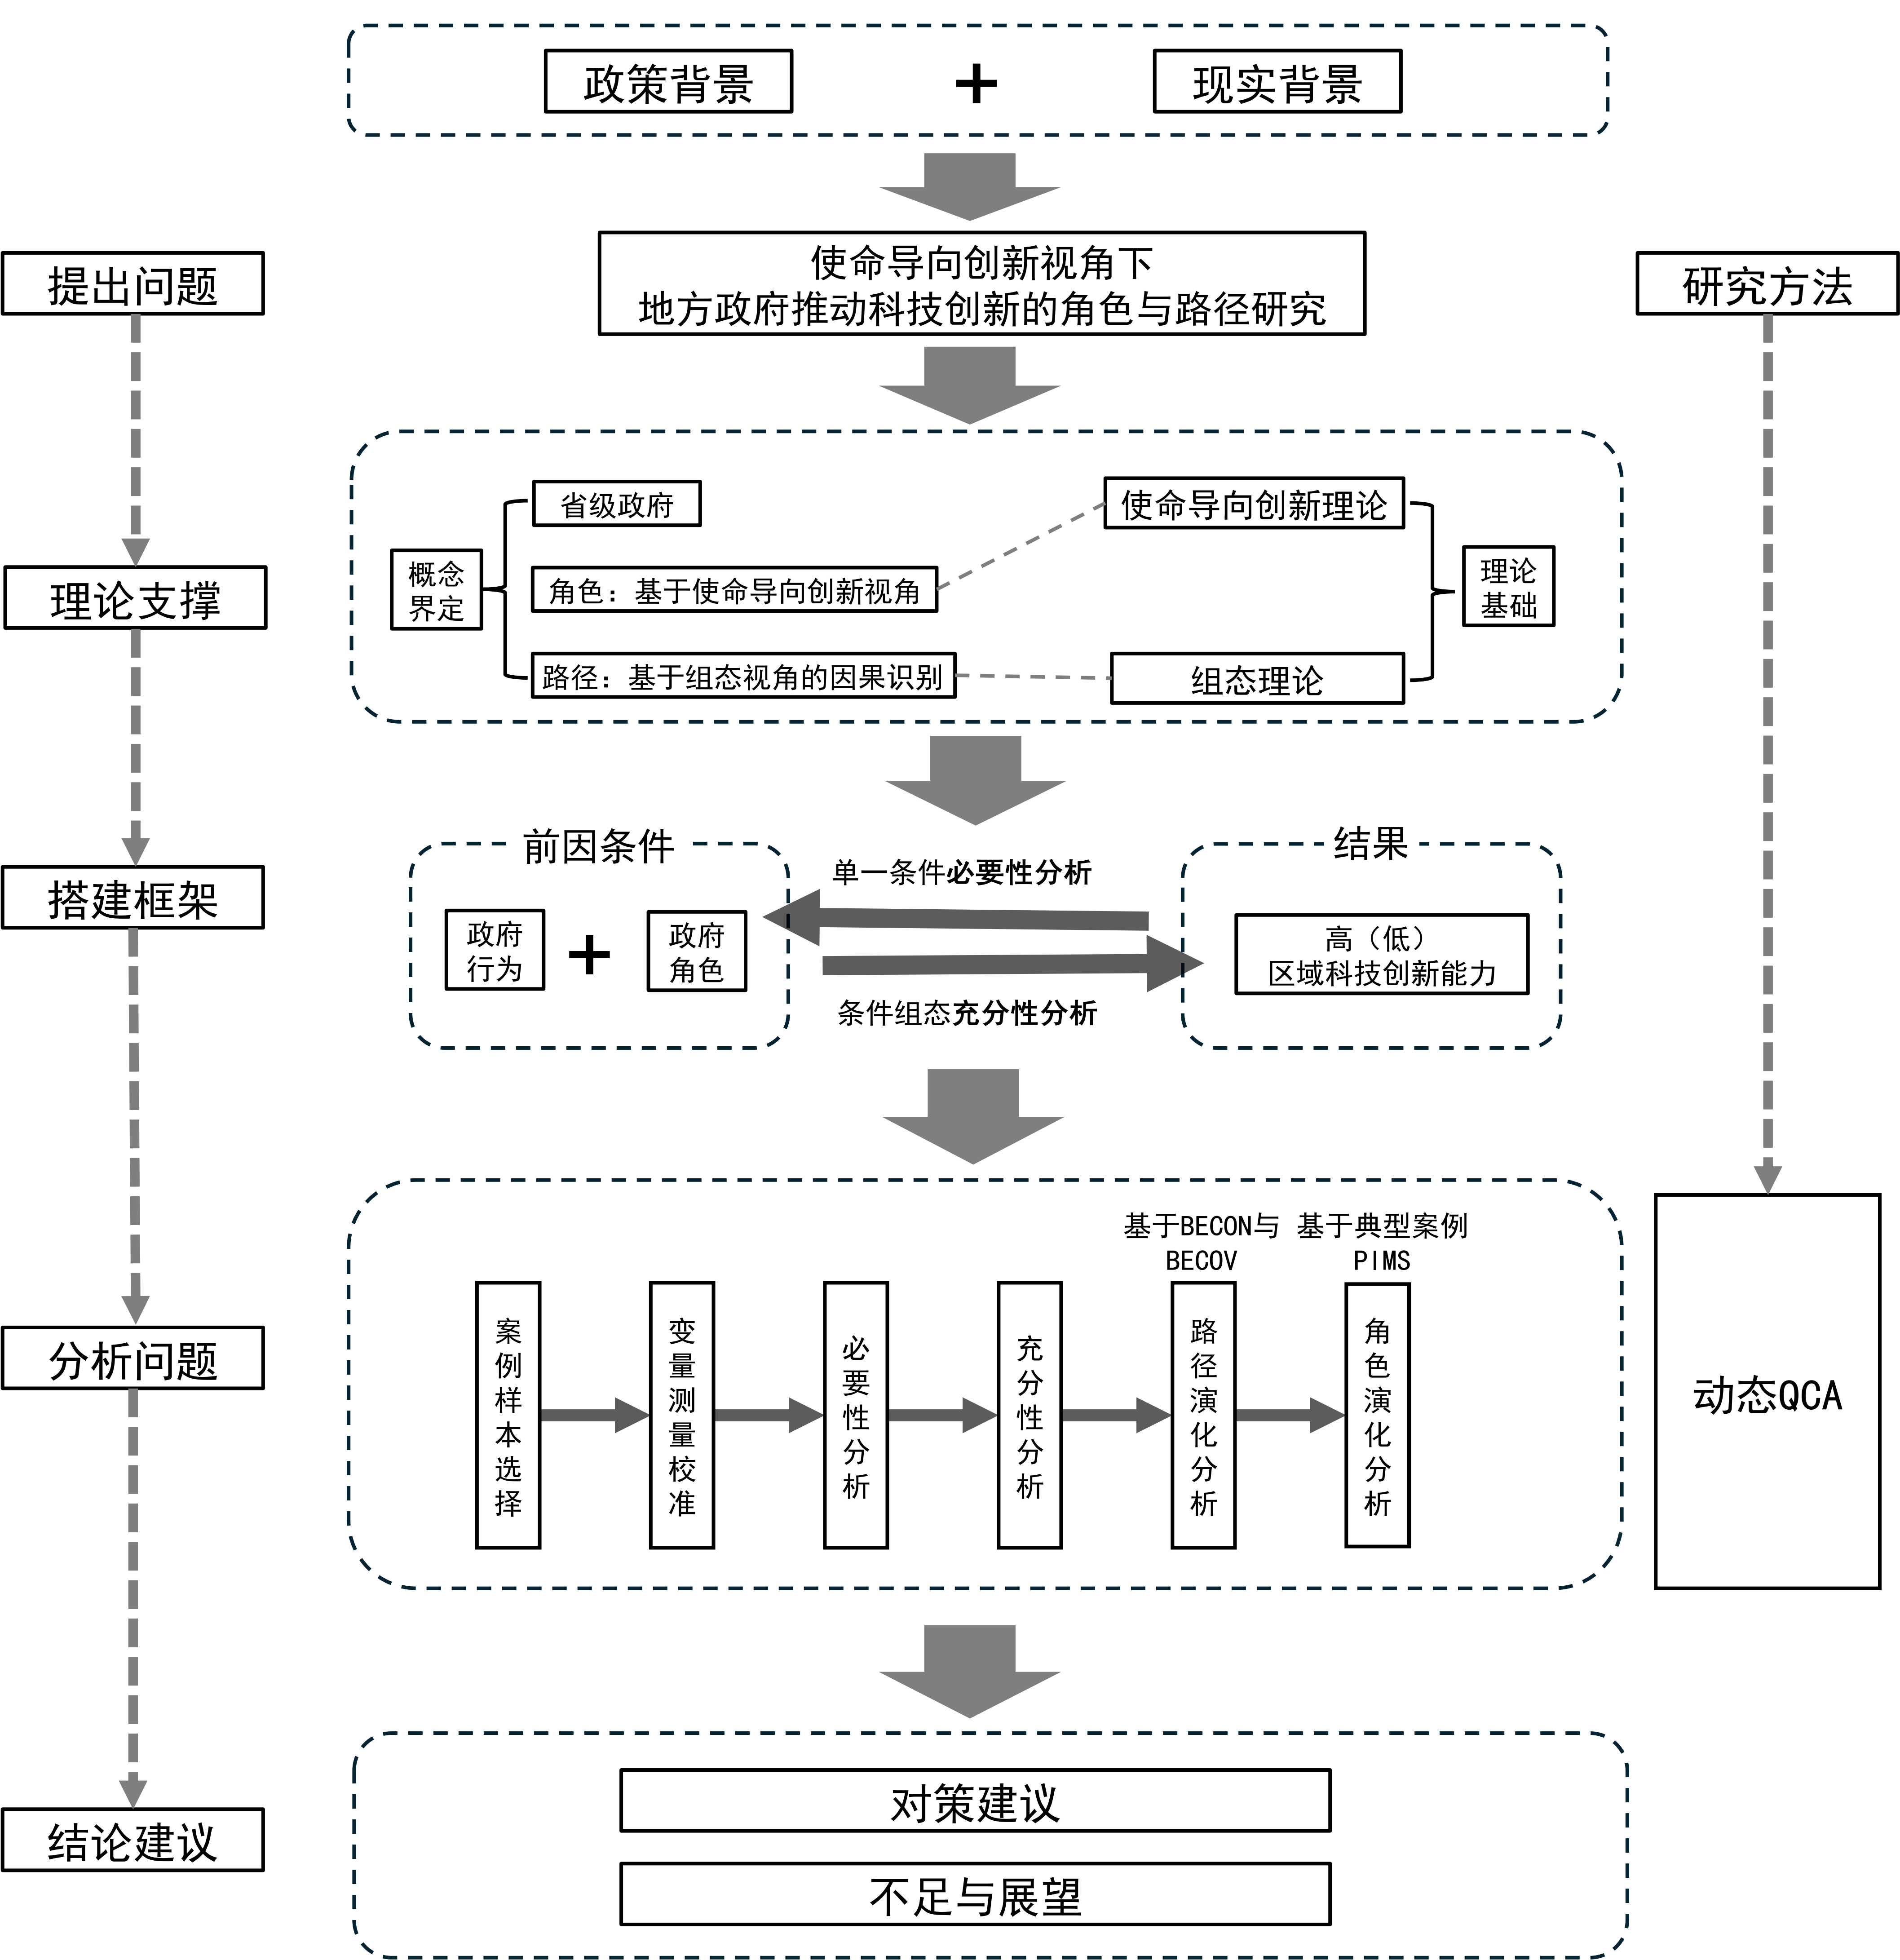 政策背景
+
现实背景
提出问题
使命导向创新视角下
地方政府推动科技创新的角色与路径研究
研究方法
理论支撑
概念
界定
省级政府
角色：基于使命导向创新视角
路径：基于组态视角的因果识别
使命导向创新理论
组态理论
理论
基础
搭建框架
前因条件
政府
行为
+
政府
角色
单一条件必要性分析
条件组态充分性分析
结果
高（低）
区域科技创新能力
分析问题
案例样本选择
变量测量校准
必要性分析
充分性分析
基于BECON与
BECOV
路径演化分析
基于典型案例
PIMS
角色演化分析
动态QCA
结论建议
对策建议
不足与展望